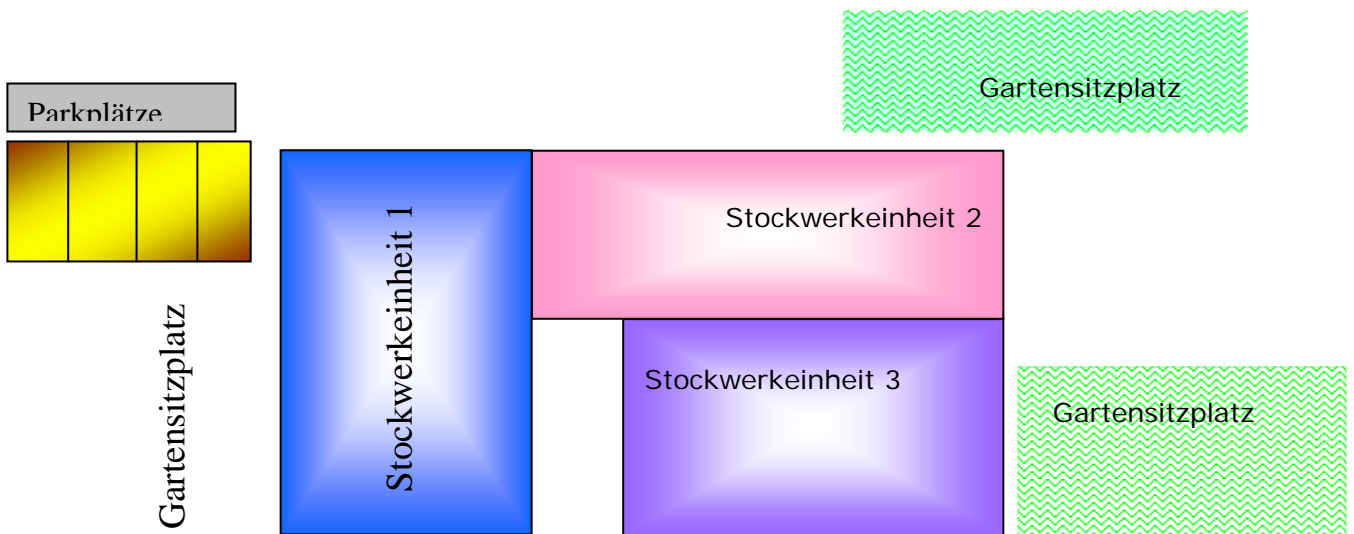 Gartensitzplatz
Parkplätze
Stockwerkeinheit 1
Stockwerkeinheit 2
Gartensitzplatz
Stockwerkeinheit 3
Gartensitzplatz